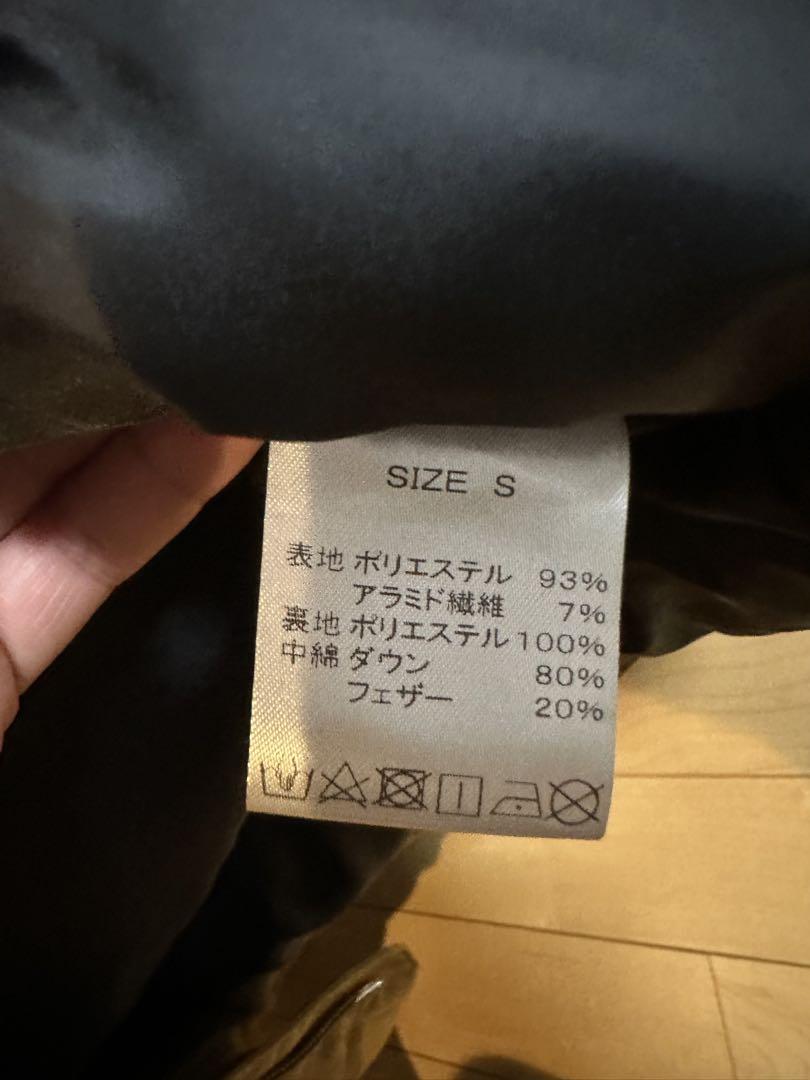 SIZE S
表地 ポリエステル 93%
アラミド繊維 7%
裏地 ポリエステル 100%
中綿 ダウン 80%
フェザー 20%